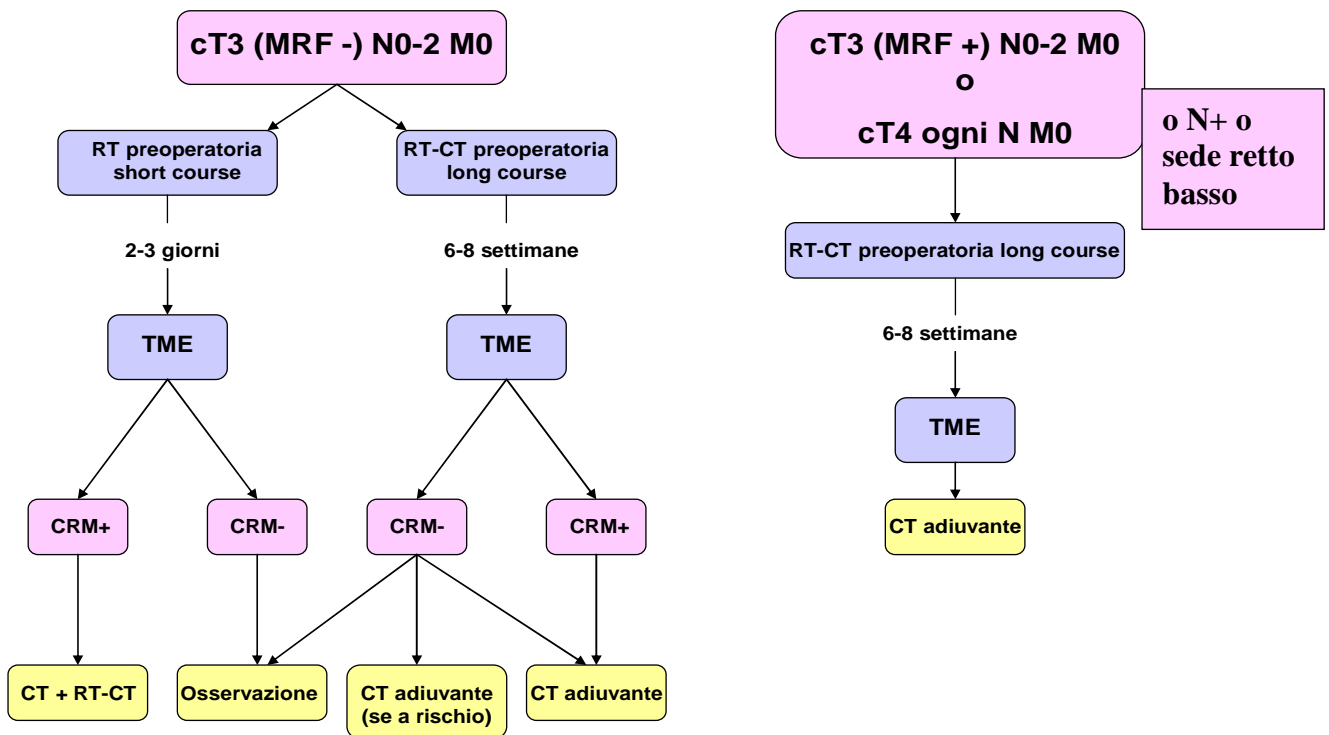 cT3 (MRF -) N0-2 M0
RT preoperatoria
short course
RT-CT preoperatoria
long course
2-3 giorni
6-8 settimane
TME
TME
CRM+
CRM-
CRM-
CRM+
CT + RT-CT
Osservazione
CT adiuvante
(se a rischio)
CT adiuvante
cT3 (MRF +) N0-2 M0
o
cT4 ogni N M0
o N+ o
sede retto
basso
RT-CT preoperatoria long course
6-8 settimane
TME
CT adiuvante